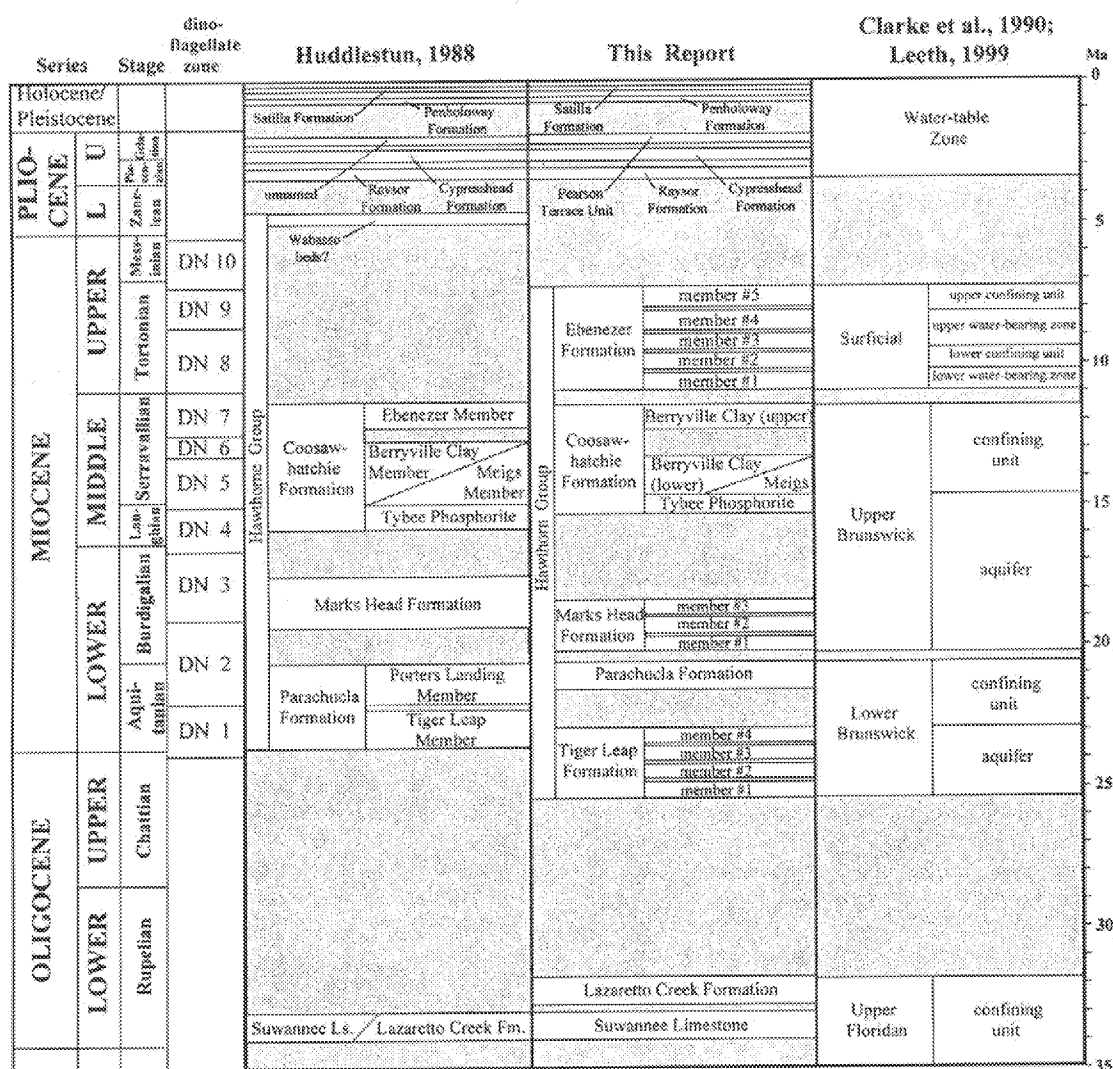 Series
Stage
dino-
flagellate
zone
Huddlestun, 1988
This Report
Clarke et al., 1990;
Leeth, 1999
Ma
0
5
10
15
20
25
30
35
Holocene/
Pleistocene
PLIO-
CENE
U
L
MIOCENE
UPPER
MIDDLE
LOWER
OLIGOCENE
UPPER
LOWER
Zanc-
lean
Mess-
inian
Tortonian
Serravallian
Lan-
ghian
Burdigalian
Aqui-
tanian
Chattian
Rupelian
DN 10
DN 9
DN 8
DN 7
DN 6
DN 5
DN 4
DN 3
DN 2
DN 1
Satilla Formation
Penholoway
Formation
unnamed
Raysor
Formation
Cypresshead
Formation
Wabasso
beds?
Hawthorne Group
Coosaw-
hatchie
Formation
Ebenezer Member
Berryville Clay
Member
Meigs
Member
Tybee Phosphorite
Marks Head Formation
Parachucla
Formation
Porters Landing
Member
Tiger Leap
Member
Suwannee Ls.
Lazaretto Creek Fm.
Satilla
Formation
Penholoway
Formation
Pearson
Terrace Unit
Raysor
Formation
Cypresshead
Formation
Hawthorn Group
Ebenezer
Formation
member #5
member #4
member #3
member #2
member #1
Coosaw-
hatchie
Formation
Berryville Clay (upper)
Berryville Clay
(lower)
Meigs
Tybee Phosphorite
Marks Head
Formation
member #3
member #2
member #1
Parachucla Formation
Tiger Leap
Formation
member #4
member #3
member #2
member #1
Lazaretto Creek Formation
Suwannee Limestone
Water-table
Zone
Surficial
upper confining unit
upper water-bearing zone
lower confining unit
lower water-bearing zone
Upper
Brunswick
confining
unit
aquifer
Lower
Brunswick
confining
unit
aquifer
Upper
Floridan
confining
unit